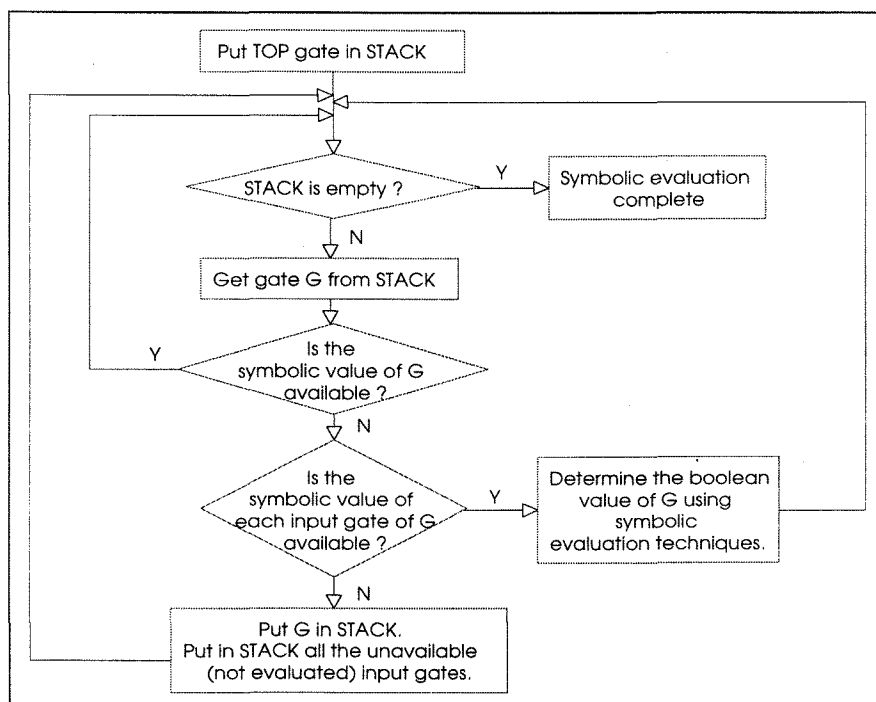 Put TOP gate in STACK
STACK is empty ?
Y
Symbolic evaluation
complete
N
Get gate G from STACK
Is the
symbolic value of G
available ?
Y
N
Is the
symbolic value of
each input gate of G
available ?
Y
Determine the boolean
value of G using
symbolic
evaluation techniques.
N
Put G in STACK.
Put in STACK all the unavailable
(not evaluated) input gates.